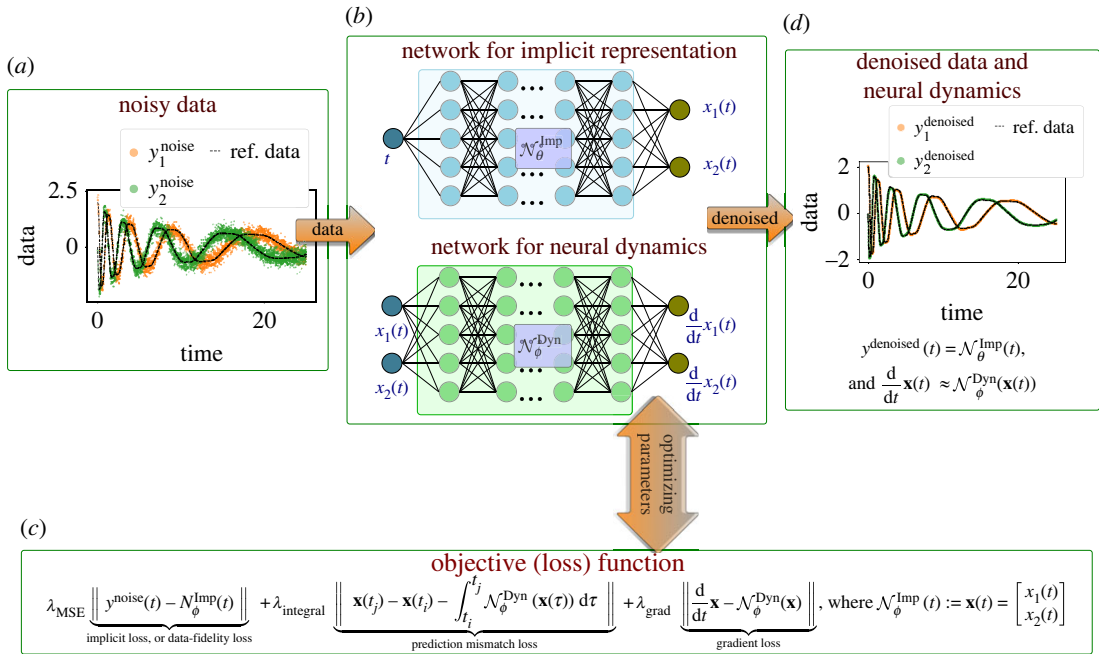 (a)
noisy data
y₁ⁿᵒⁱˢᵉ --- ref. data
y₂ⁿᵒⁱˢᵉ
2.5
0
data
0 20
time
data
(b)
network for implicit representation
t
𝒩_θ^Imp
x₁(t)
x₂(t)
network for neural dynamics
x₁(t)
x₂(t)
𝒩_ϕ^Dyn
d/dt x₁(t)
d/dt x₂(t)
denoised
optimizing
parameters
(d)
denoised data and
neural dynamics
y₁^denoised --- ref. data
y₂^denoised
2
0
−2
data
0 20
time
y^denoised (t) = 𝒩_θ^Imp(t),
and d/dt 𝐱(t) ≈ 𝒩_ϕ^Dyn(𝐱(t))
(c)
objective (loss) function
λ_MSE ‖ y^noise(t) − N_ϕ^Imp(t) ‖ + λ_integral ‖ 𝐱(t_j) − 𝐱(t_i) − ∫_{t_i}^{t_j} 𝒩_ϕ^Dyn (𝐱(τ)) dτ ‖ + λ_grad ‖ d/dt 𝐱 − 𝒩_ϕ^Dyn(𝐱) ‖, where 𝒩_ϕ^Imp (t) := 𝐱(t) = [x₁(t) x₂(t)]
implicit loss, or data-fidelity loss prediction mismatch loss gradient loss